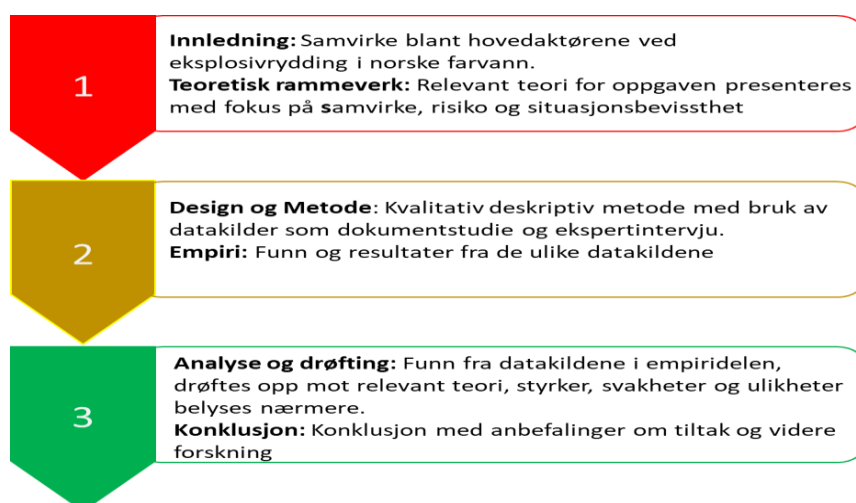 1
Innledning: Samvirke blant hovedaktørene ved
eksplosivrydding i norske farvann.
Teoretisk rammeverk: Relevant teori for oppgaven presenteres
med fokus på samvirke, risiko og situasjonsbevissthet
2
Design og Metode: Kvalitativ deskriptiv metode med bruk av
datakilder som dokumentstudie og ekspertintervju.
Empiri: Funn og resultater fra de ulike datakildene
3
Analyse og drøfting: Funn fra datakildene i empiridelen,
drøftes opp mot relevant teori, styrker, svakheter og ulikheter
belyses nærmere.
Konklusjon: Konklusjon med anbefalinger om tiltak og videre
forskning